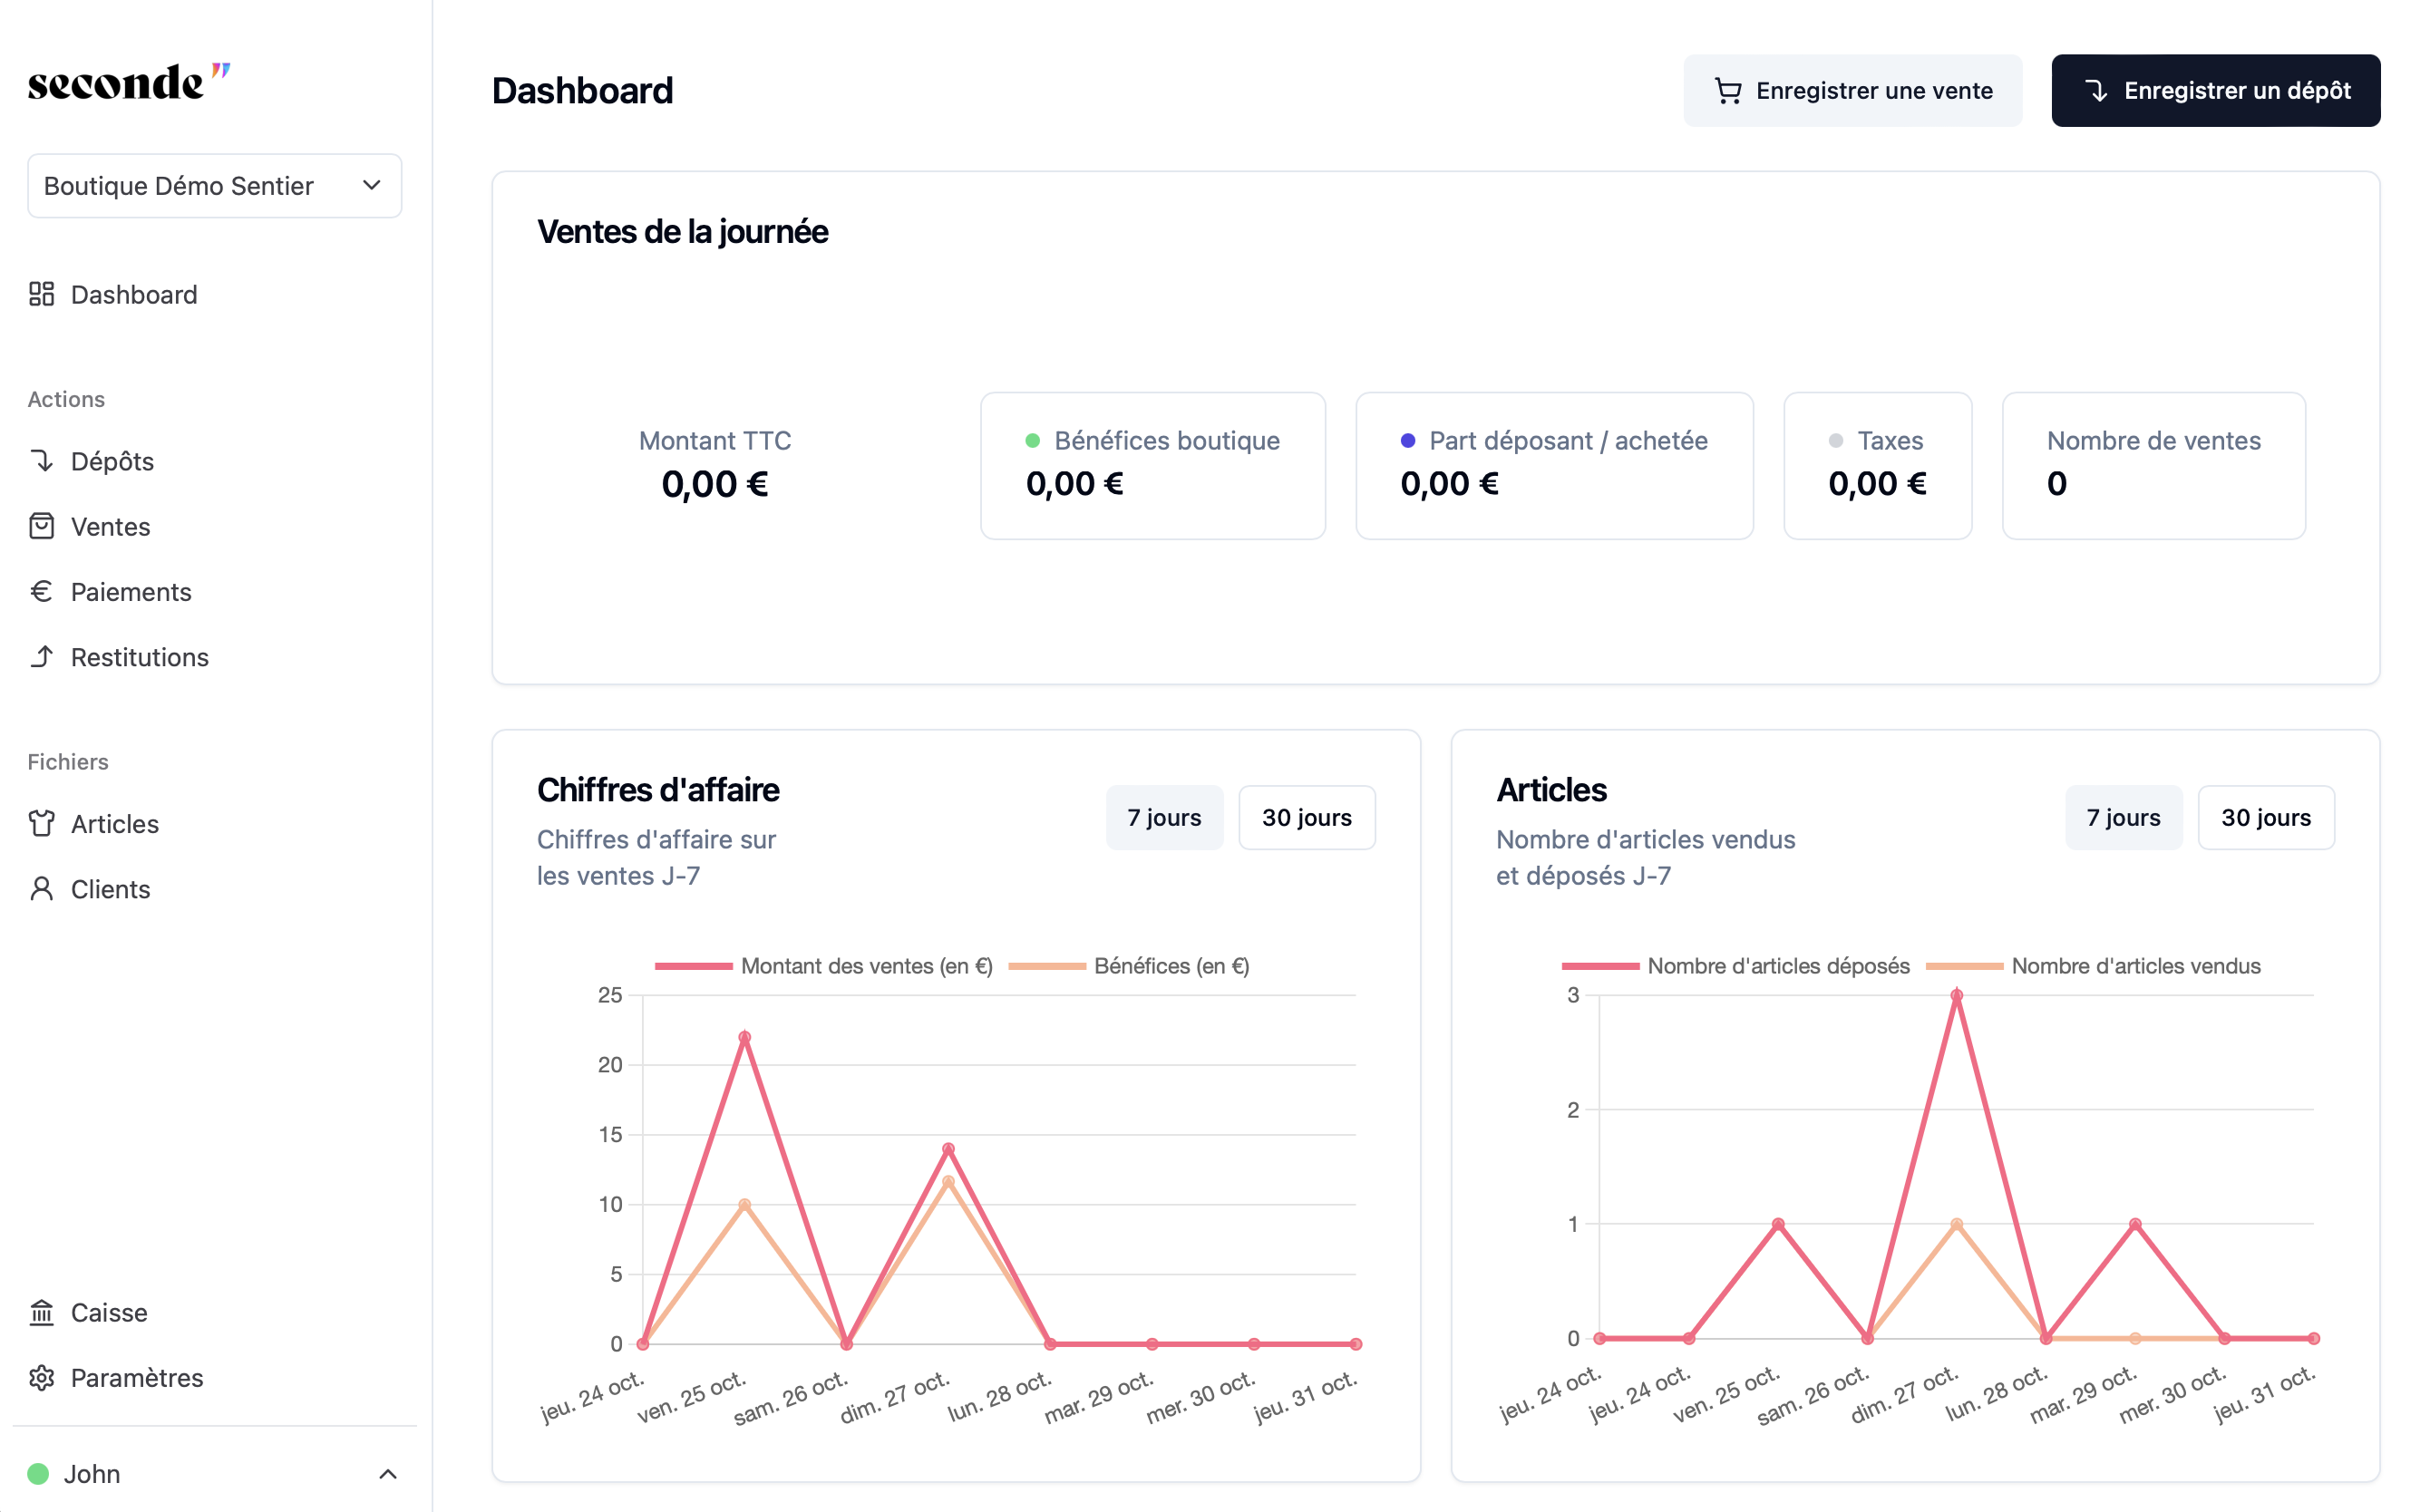 seconde
Boutique Démo Sentier
Dashboard
Actions
Dépôts
Ventes
Paiements
Restitutions
Fichiers
Articles
Clients
Caisse
Paramètres
John
Dashboard
Enregistrer une vente
Enregistrer un dépôt
Ventes de la journée
Montant TTC
0,00 €
Bénéfices boutique
0,00 €
Part déposant / achetée
0,00 €
Taxes
0,00 €
Nombre de ventes
0
Chiffres d'affaire
Chiffres d'affaire sur
les ventes J-7
7 jours
30 jours
Montant des ventes (en €)
Bénéfices (en €)
25
20
15
10
5
0
jeu. 24 oct.
ven. 25 oct.
sam. 26 oct.
dim. 27 oct.
lun. 28 oct.
mar. 29 oct.
mer. 30 oct.
jeu. 31 oct.
Articles
Nombre d'articles vendus
et déposés J-7
7 jours
30 jours
Nombre d'articles déposés
Nombre d'articles vendus
3
2
1
0
jeu. 24 oct.
jeu. 24 oct.
ven. 25 oct.
sam. 26 oct.
dim. 27 oct.
lun. 28 oct.
mar. 29 oct.
mer. 30 oct.
jeu. 31 oct.